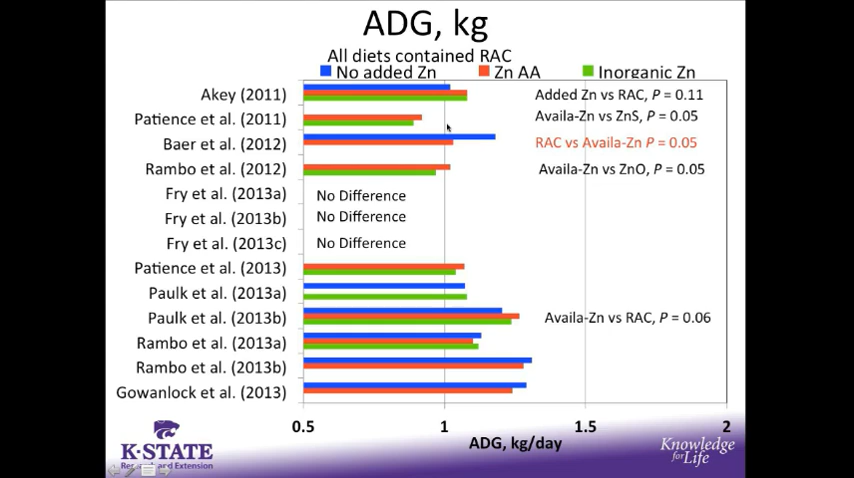 ADG, kg
All diets contained RAC
No added Zn Zn AA Inorganic Zn
Akey (2011) Added Zn vs RAC, P = 0.11
Patience et al. (2011) Availa-Zn vs ZnS, P = 0.05
Baer et al. (2012) RAC vs Availa-Zn P = 0.05
Rambo et al. (2012) Availa-Zn vs ZnO, P = 0.05
Fry et al. (2013a) No Difference
Fry et al. (2013b) No Difference
Fry et al. (2013c) No Difference
Patience et al. (2013)
Paulk et al. (2013a)
Paulk et al. (2013b) Availa-Zn vs RAC, P = 0.06
Rambo et al. (2013a)
Rambo et al. (2013b)
Gowanlock et al. (2013)
0.5 1 1.5 2
ADG, kg/day
K-STATE
Research and Extension
Knowledge
for Life